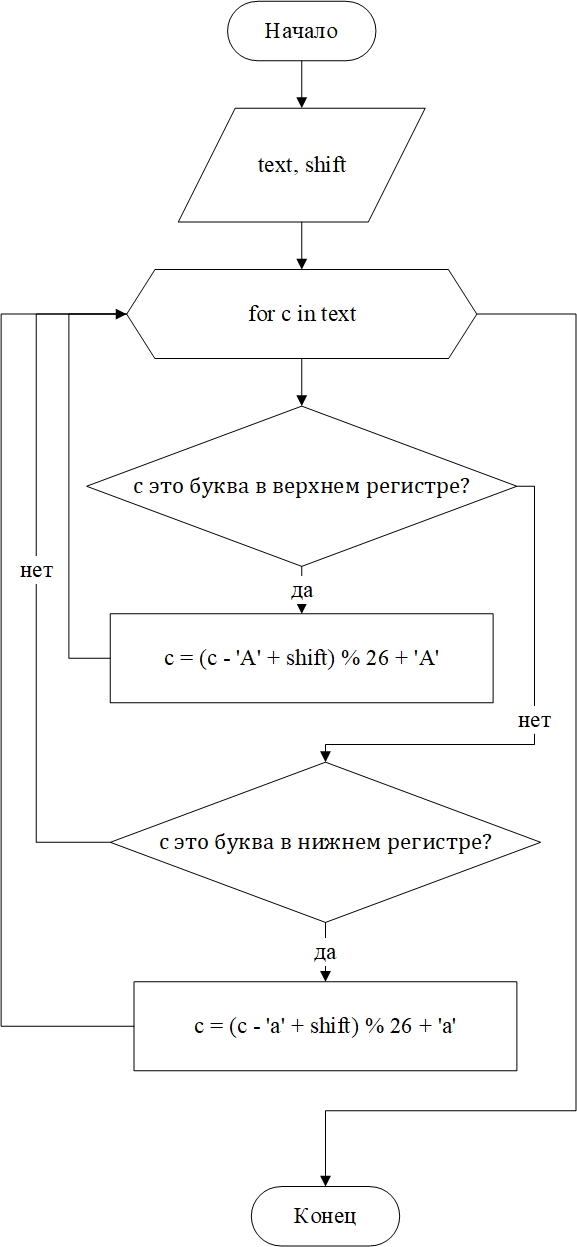 Начало
text, shift
for c in text
с это буква в верхнем регистре?
да
c = (c - 'A' + shift) % 26 + 'A'
нет
нет
с это буква в нижнем регистре?
да
c = (c - 'a' + shift) % 26 + 'a'
Конец